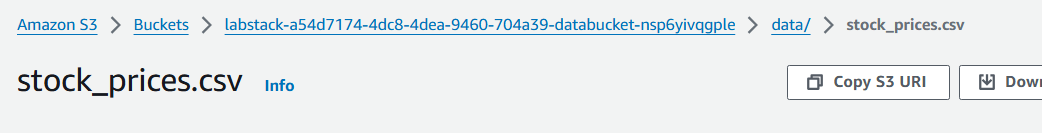 Amazon S3 > Buckets > labstack-a54d7174-4dc8-4dea-9460-704a39-databucket-nsp6yivqgple > data/ > stock_prices.csv
stock_prices.csv Info Copy S3 URI Dow